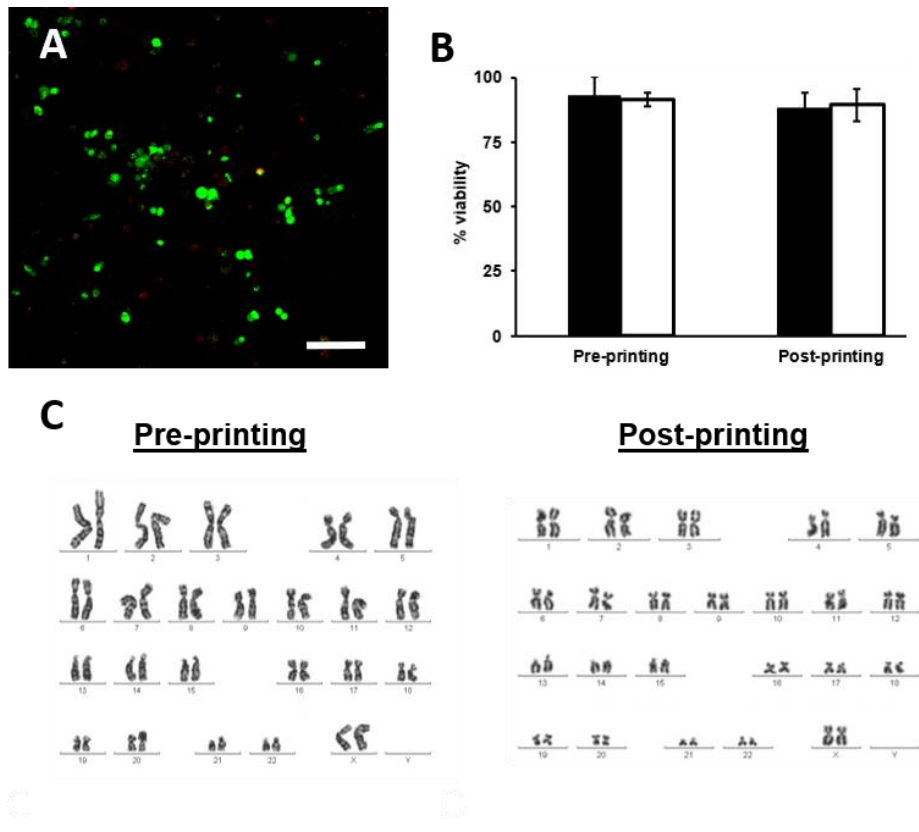 A
B
100
75
50
25
0
% viability
Pre-printing
Post-printing
C
Pre-printing
Post-printing
1 2 3 4 5
6 7 8 9 10 11 12
13 14 15 16 17 18
19 20 21 22 X Y
1 2 3 4 5
6 7 8 9 10 11 12
13 14 15 16 17 18
19 20 21 22 X Y
C
D